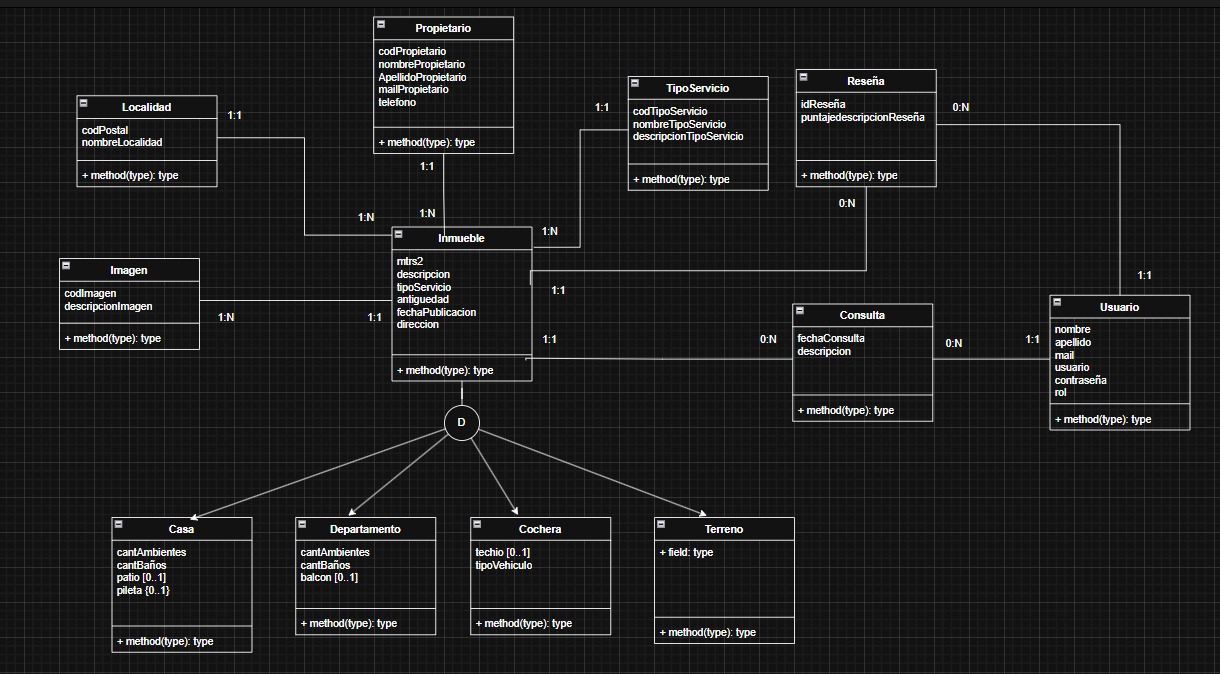 Propietario
codPropietario
nombrePropietario
ApellidoPropietario
mailPropietario
telefono
+ method(type): type
Localidad
codPostal
nombreLocalidad
+ method(type): type
1:1
TipoServicio
codTipoServicio
nombreTipoServicio
descripcionTipoServicio
+ method(type): type
1:1
Reseña
idReseña
puntajedescripcionReseña
+ method(type): type
0:N
1:1
0:N
1:N
1:N
1:N
Inmueble
mtrs2
descripcion
tipoServicio
antiguedad
fechaPublicacion
direccion
+ method(type): type
Imagen
codImagen
descripcionImagen
+ method(type): type
1:N
1:1
1:1
1:1
1:1
Consulta
fechaConsulta
descripcion
+ method(type): type
0:N
0:N
1:1
Usuario
nombre
apellido
mail
usuario
contraseña
rol
+ method(type): type
D
Casa
cantAmbientes
cantBaños
patio [0..1]
pileta {0..1}
+ method(type): type
Departamento
cantAmbientes
cantBaños
balcon [0..1]
+ method(type): type
Cochera
techio [0..1]
tipoVehiculo
+ method(type): type
Terreno
+ field: type
+ method(type): type